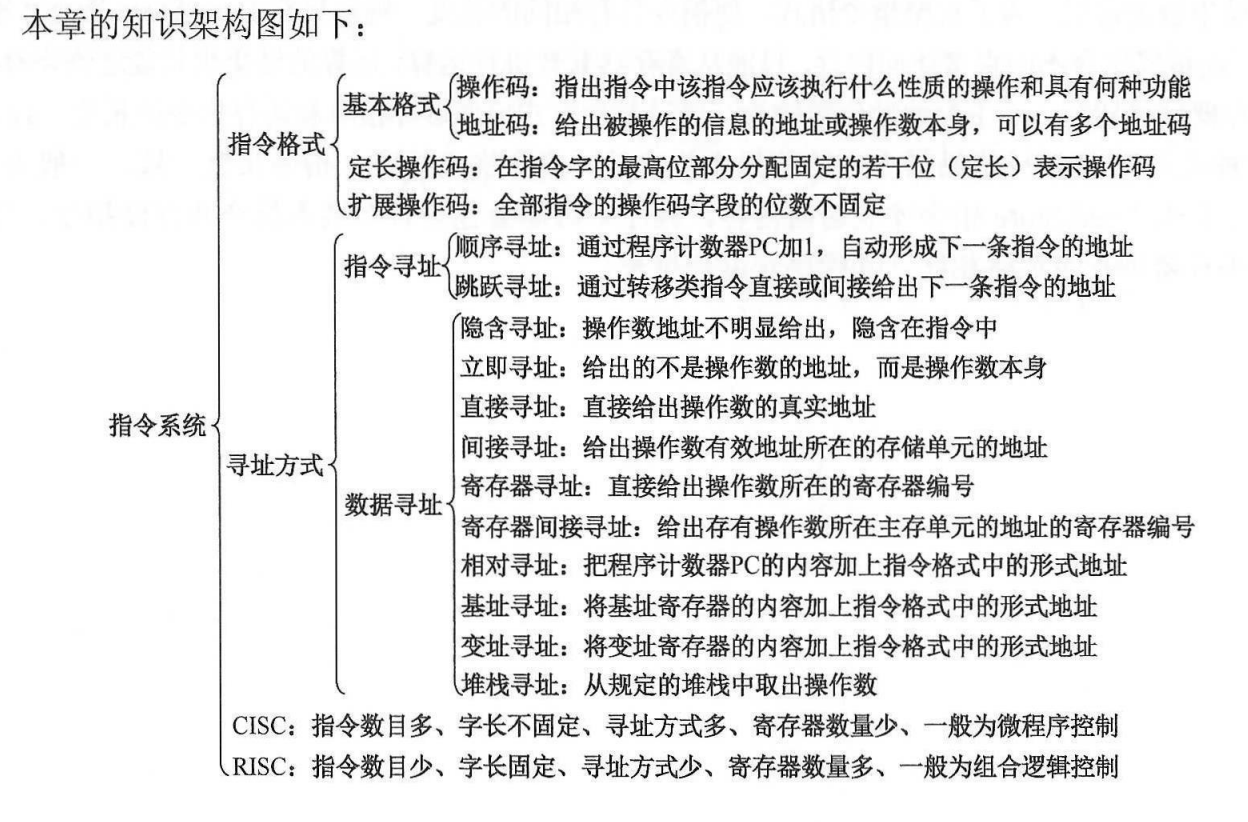 本章的知识架构图如下：
指令系统
指令格式
基本格式
操作码：指出指令中该指令应该执行什么性质的操作和具有何种功能
地址码：给出被操作的信息的地址或操作数本身，可以有多个地址码
定长操作码：在指令字的最高位部分分配固定的若干位（定长）表示操作码
扩展操作码：全部指令的操作码字段的位数不固定
寻址方式
指令寻址
顺序寻址：通过程序计数器PC加1，自动形成下一条指令的地址
跳跃寻址：通过转移类指令直接或间接给出下一条指令的地址
数据寻址
隐含寻址：操作数地址不明显给出，隐含在指令中
立即寻址：给出的不是操作数的地址，而是操作数本身
直接寻址：直接给出操作数的真实地址
间接寻址：给出操作数有效地址所在的存储单元的地址
寄存器寻址：直接给出操作数所在的寄存器编号
寄存器间接寻址：给出存有操作数所在主存单元的地址的寄存器编号
相对寻址：把程序计数器PC的内容加上指令格式中的形式地址
基址寻址：将基址寄存器的内容加上指令格式中的形式地址
变址寻址：将变址寄存器的内容加上指令格式中的形式地址
堆栈寻址：从规定的堆栈中取出操作数
CISC：指令数目多、字长不固定、寻址方式多、寄存器数量少、一般为微程序控制
RISC：指令数目少、字长固定、寻址方式少、寄存器数量多、一般为组合逻辑控制